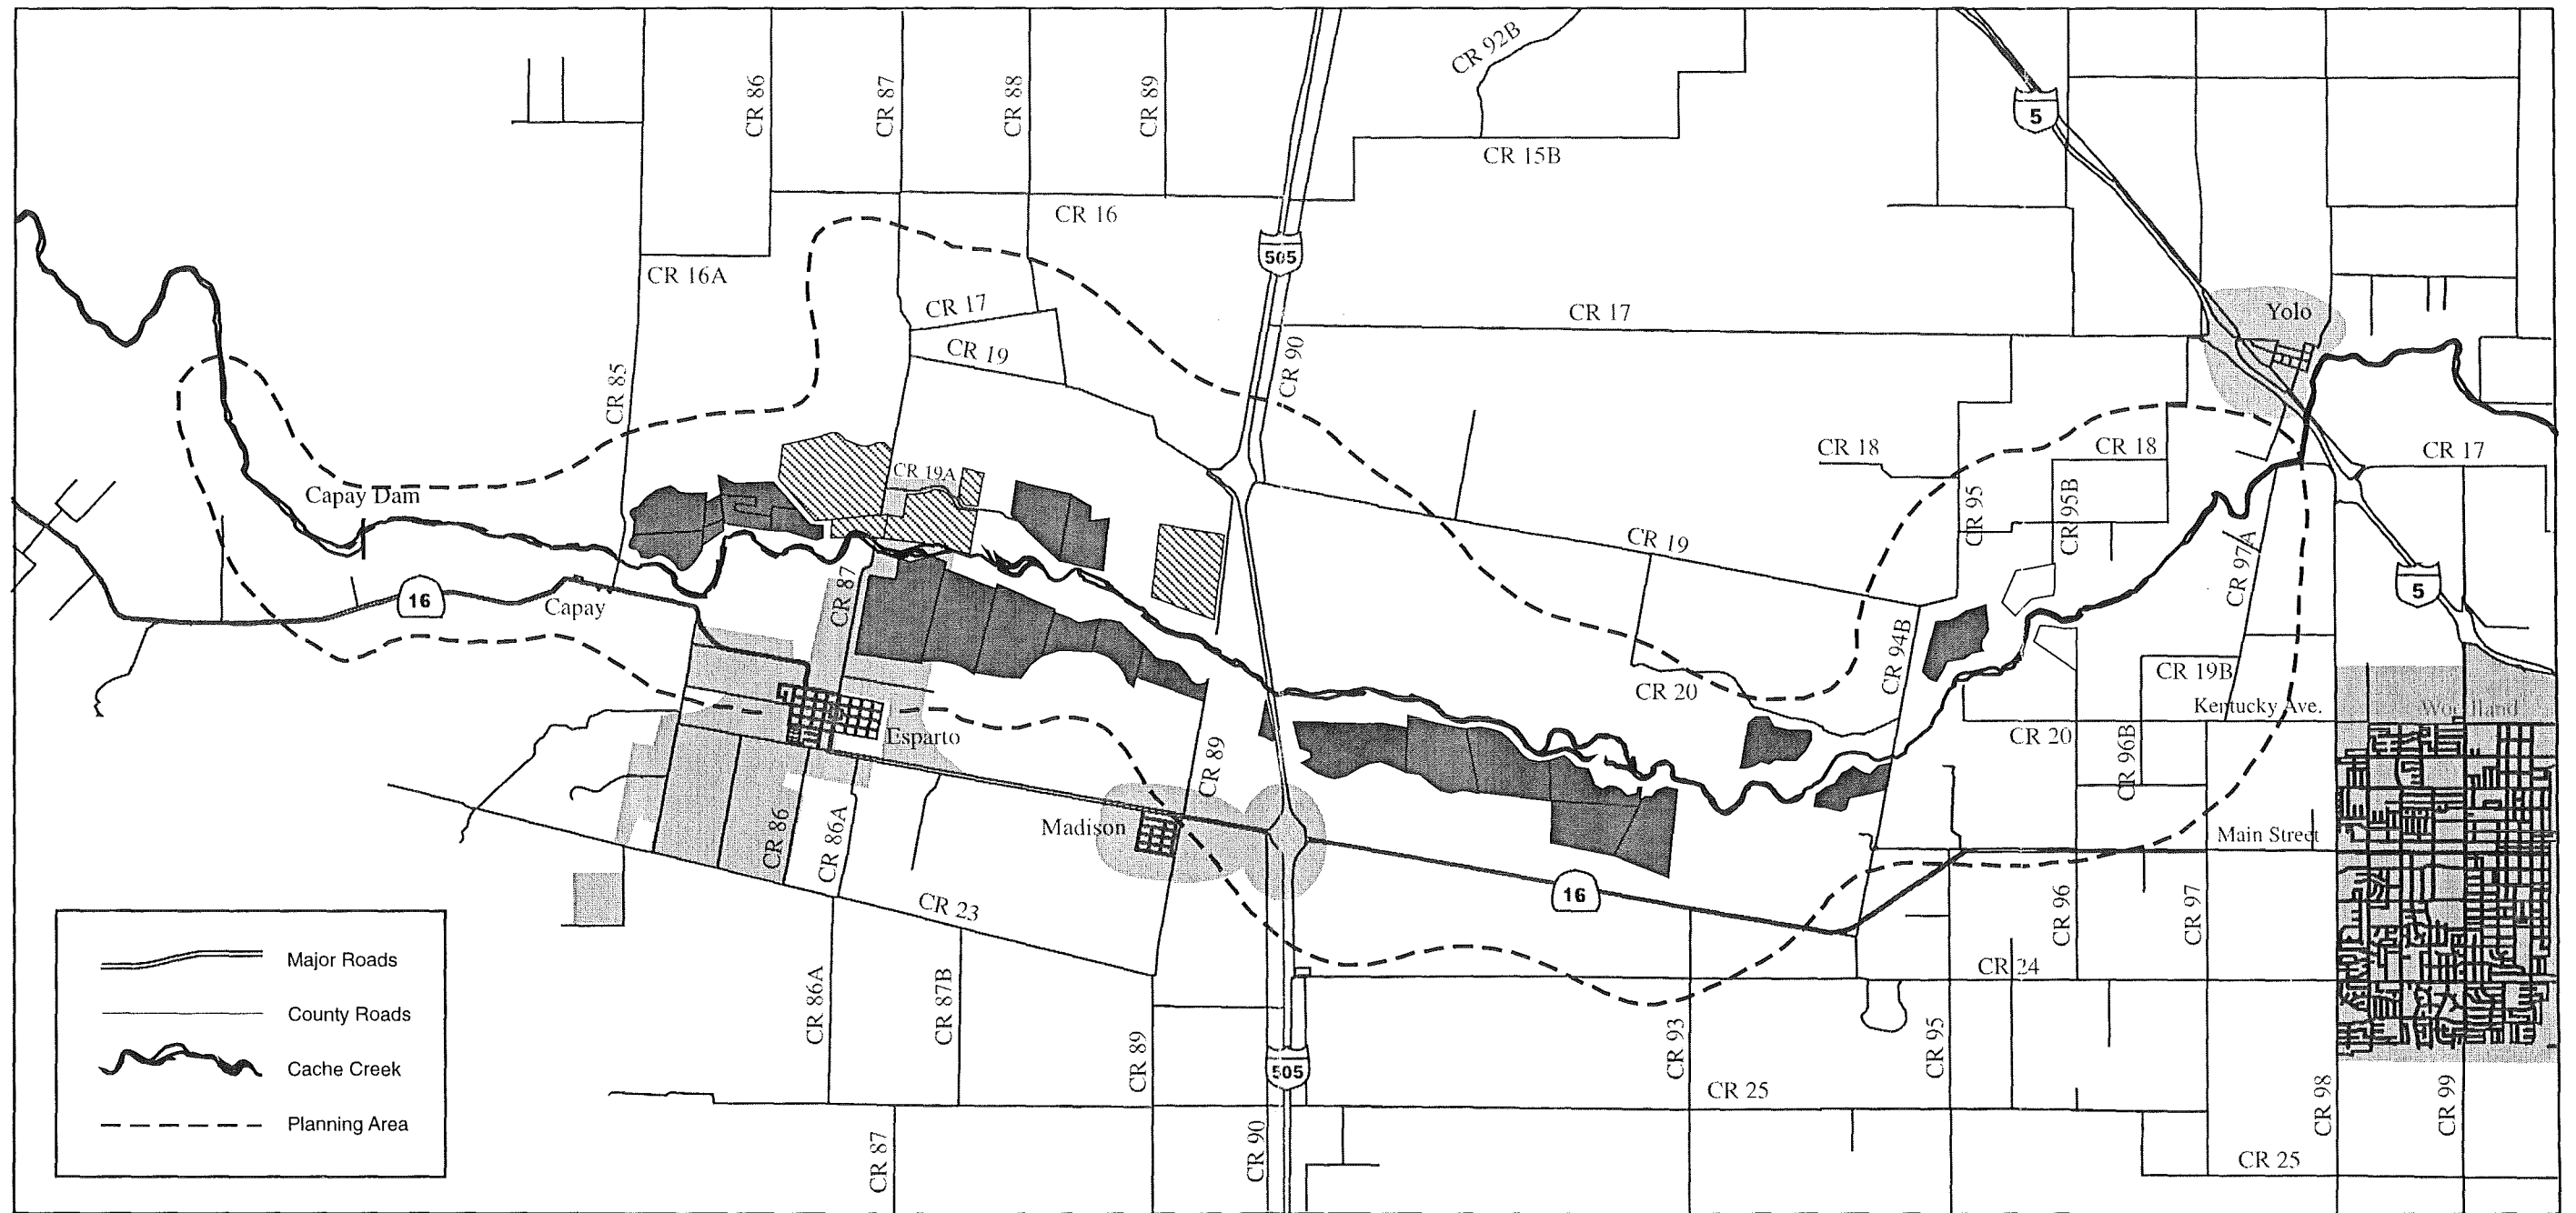 CR 92B
CR 86
CR 87
CR 88
CR 89
5
CR 15B
CR 16
505
CR 16A
CR 17
CR 17
Yolo
CR 19
CR 90
CR 85
CR 18
CR 18
CR 17
CR 19A
Capay Dam
CR 95
CR 95B
CR 19
CR 97A
16
Capay
CR 87
5
CR 94B
CR 19B
CR 20
Kentucky Ave.
Woodland
Esparto
CR 20
CR 89
CR 96B
Madison
CR 86
CR 86A
Main Street
16
CR 23
CR 96
CR 97
Major Roads
CR 24
County Roads
CR 86A
CR 87B
CR 89
CR 93
CR 95
Cache Creek
505
CR 25
CR 98
CR 99
Planning Area
CR 87
CR 90
CR 25